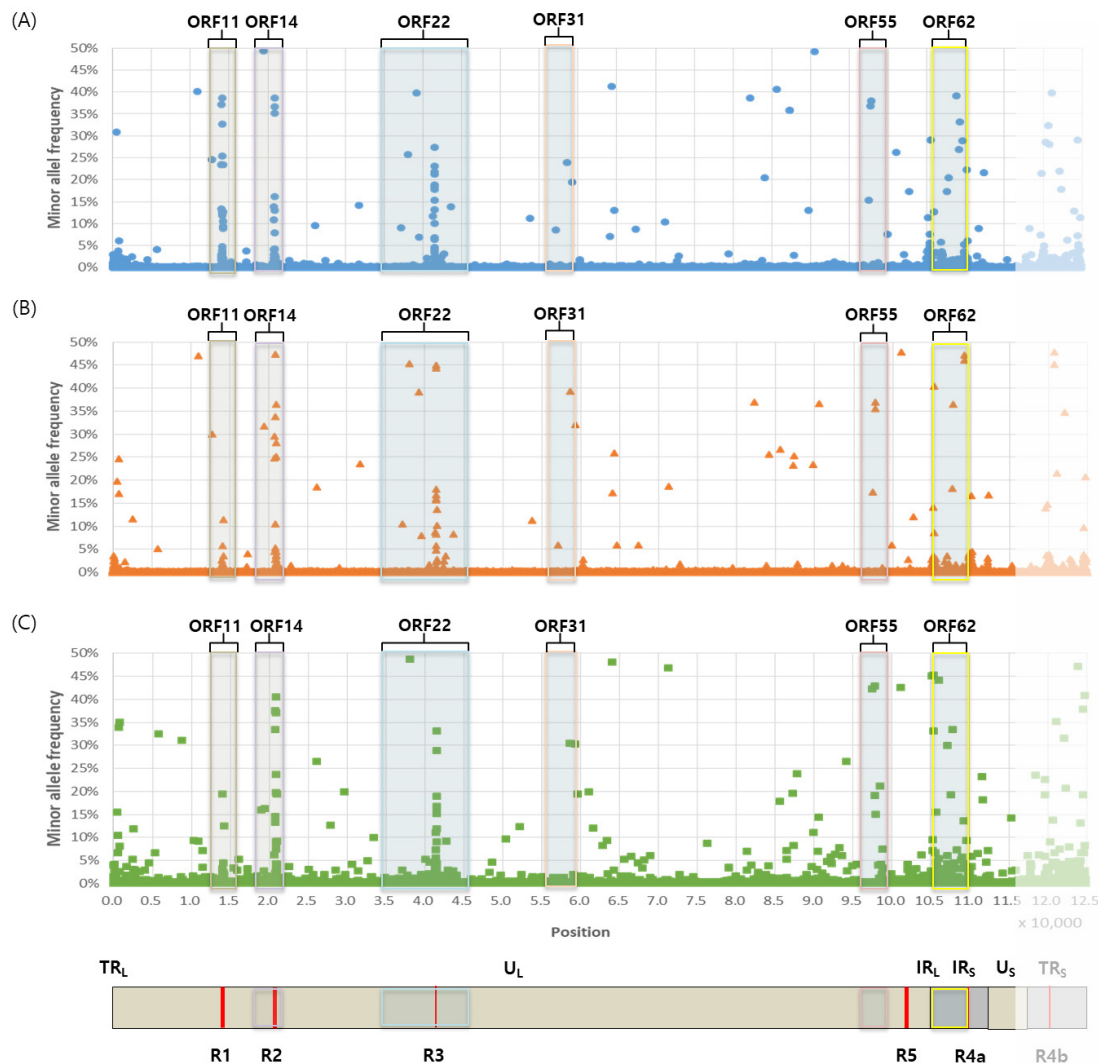 (A)
ORF11 ORF14 ORF22 ORF31 ORF55 ORF62
Minor allel frequency
50%
45%
40%
35%
30%
25%
20%
15%
10%
5%
0%
(B)
ORF11 ORF14 ORF22 ORF31 ORF55 ORF62
Minor allele frequency
50%
45%
40%
35%
30%
25%
20%
15%
10%
5%
0%
(C)
ORF11 ORF14 ORF22 ORF31 ORF55 ORF62
Minor allele frequency
50%
45%
40%
35%
30%
25%
20%
15%
10%
5%
0%
0.0 0.5 1.0 1.5 2.0 2.5 3.0 3.5 4.0 4.5 5.0 5.5 6.0 6.5 7.0 7.5 8.0 8.5 9.0 9.5 10.0 10.5 11.0 11.5 12.0 12.5
x 10,000
Position
TRL UL IRL IRS US TRS
R1 R2 R3 R5 R4a R4b